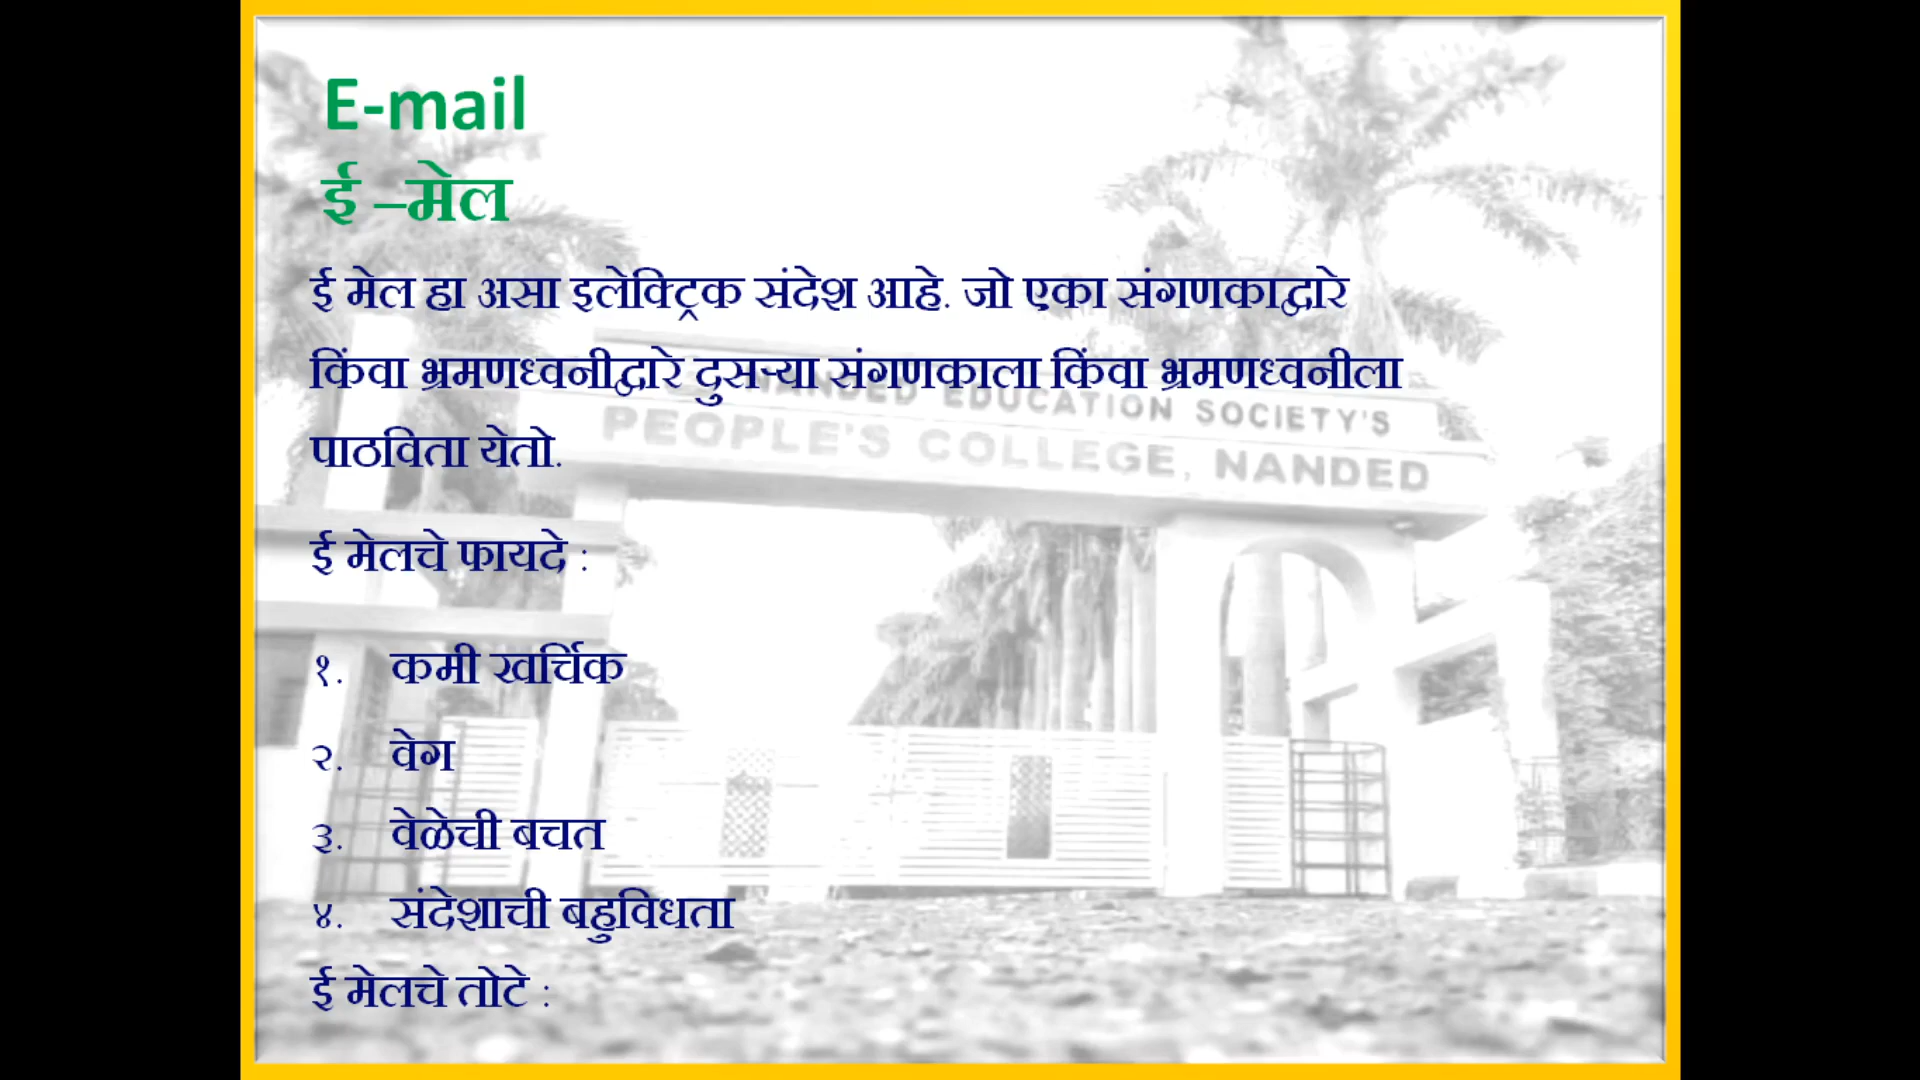 E-mail
ई –मेल
ई मेल हा असा इलेक्ट्रिक संदेश आहे. जो एका संगणकाद्वारे
किंवा भ्रमणध्वनीद्वारे दुसऱ्या संगणकाला किंवा भ्रमणध्वनीला
NANDED EDUCATION SOCIETY'S
PEOPLE'S COLLEGE, NANDED
पाठविता येतो.
ई मेलचे फायदे :
१. कमी खर्चिक
२. वेग
३. वेळेची बचत
४. संदेशाची बहुविधता
ई मेलचे तोटे :